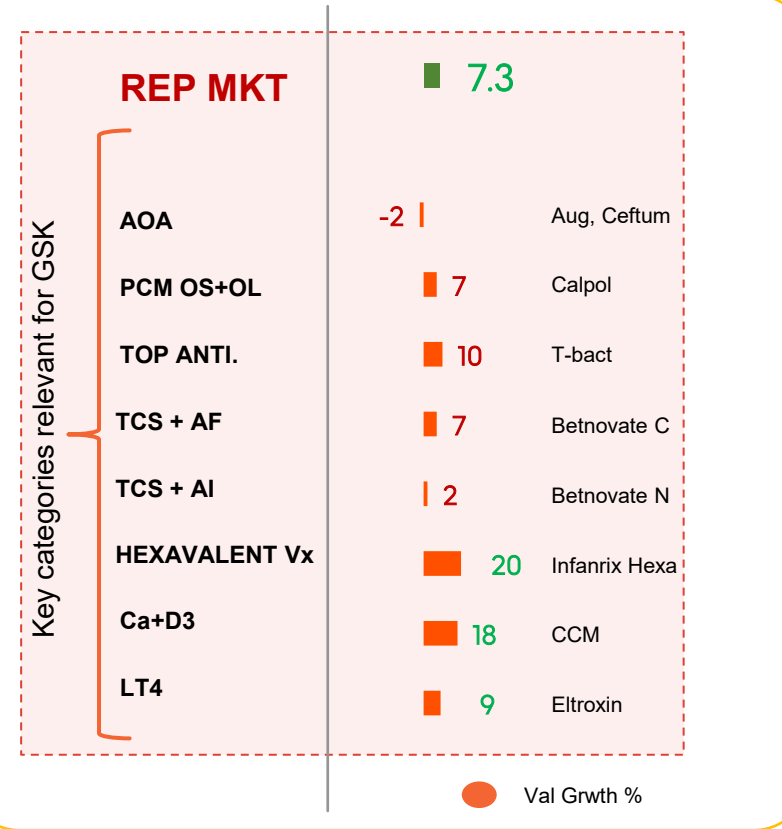 REP MKT 7.3
Key categories relevant for GSK
AOA -2 Aug, Ceftum
PCM OS+OL 7 Calpol
TOP ANTI. 10 T-bact
TCS + AF 7 Betnovate C
TCS + AI 2 Betnovate N
HEXAVALENT Vx 20 Infanrix Hexa
Ca+D3 18 CCM
LT4 9 Eltroxin
Val Grwth %